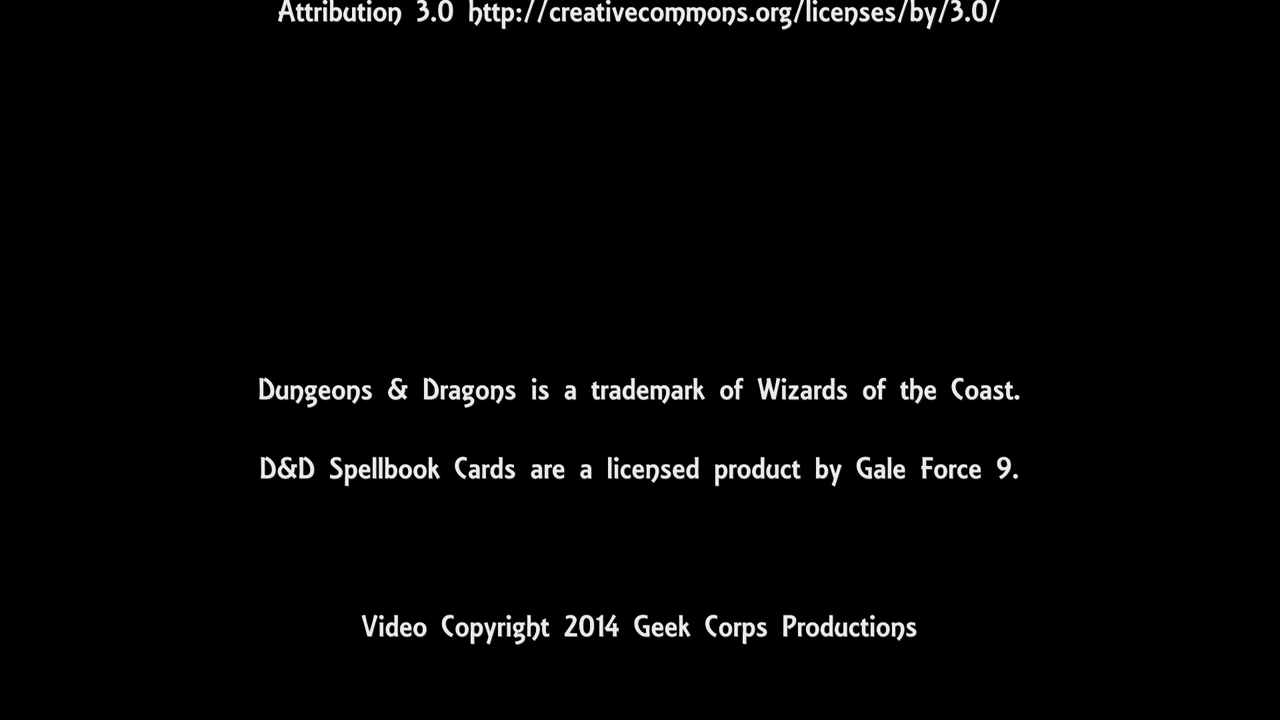 Attribution 3.0 http://creativecommons.org/licenses/by/3.0/
Dungeons & Dragons is a trademark of Wizards of the Coast.
D&D Spellbook Cards are a licensed product by Gale Force 9.
Video Copyright 2014 Geek Corps Productions